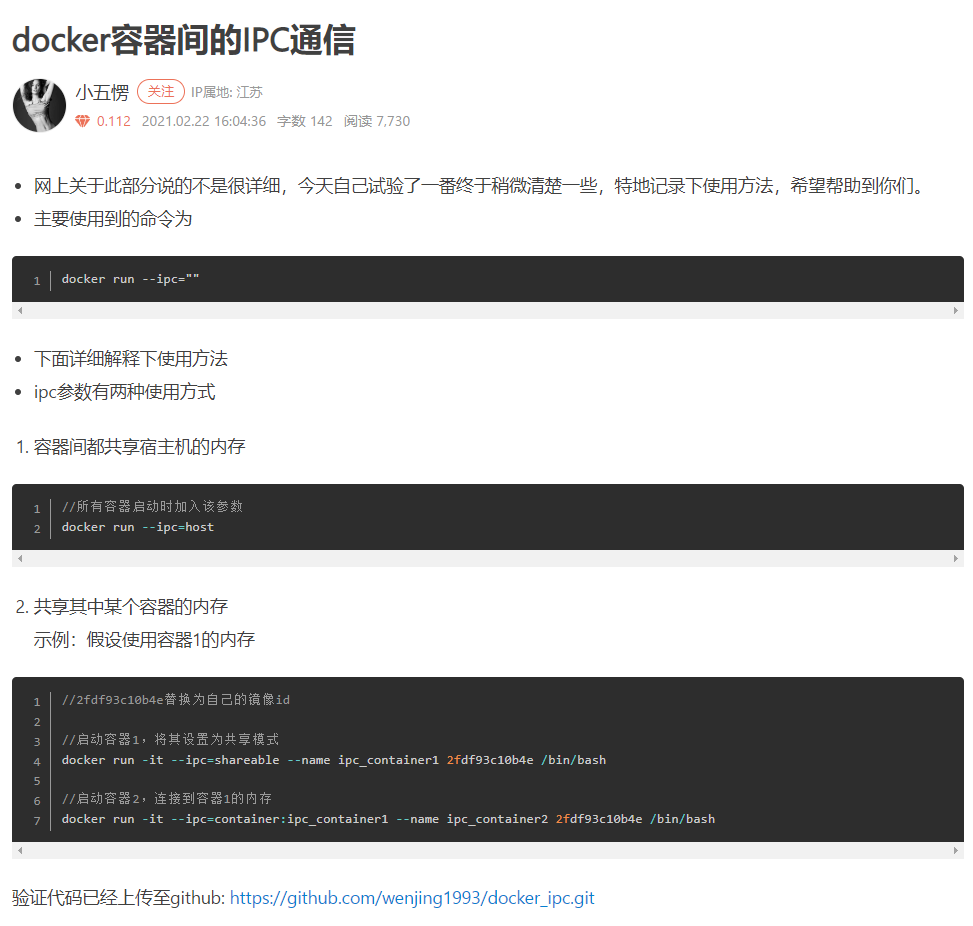 docker容器间的IPC通信
小五愣 关注 IP属地: 江苏
0.112 2021.02.22 16:04:36 字数 142 阅读 7,730
网上关于此部分说的不是很详细，今天自己试验了一番终于稍微清楚一些，特地记录下使用方法，希望帮助到你们。
主要使用到的命令为
1 docker run --ipc=""
下面详细解释下使用方法
ipc参数有两种使用方式
1. 容器间都共享宿主机的内存
1 //所有容器启动时加入该参数
2 docker run --ipc=host
2. 共享其中某个容器的内存
示例：假设使用容器1的内存
1 //2fdf93c10b4e替换为自己的镜像id
2
3 //启动容器1，将其设置为共享模式
4 docker run -it --ipc=shareable --name ipc_container1 2fdf93c10b4e /bin/bash
5
6 //启动容器2，连接到容器1的内存
7 docker run -it --ipc=container:ipc_container1 --name ipc_container2 2fdf93c10b4e /bin/bash
验证代码已经上传至github: https://github.com/wenjing1993/docker_ipc.git